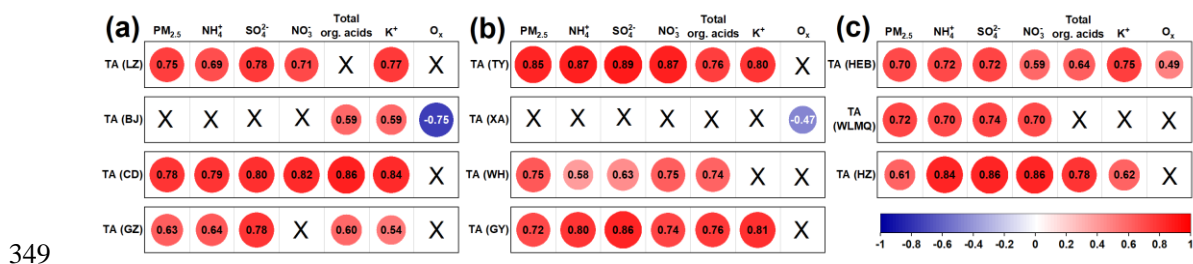 (a) (b) (c)
PM2.5 NH4+ SO42- NO3- Total org. acids K+ Ox
TA (LZ) 0.75 0.69 0.78 0.71 X 0.77 X
TA (BJ) X X X X 0.59 0.59 -0.75
TA (CD) 0.78 0.79 0.80 0.82 0.86 0.84 X
TA (GZ) 0.63 0.64 0.78 X 0.60 0.54 X
PM2.5 NH4+ SO42- NO3- Total org. acids K+ Ox
TA (TY) 0.85 0.87 0.89 0.87 0.76 0.80 X
TA (XA) X X X X X X -0.47
TA (WH) 0.75 0.58 0.63 0.75 0.74 X X
TA (GY) 0.72 0.80 0.86 0.74 0.76 0.81 X
PM2.5 NH4+ SO42- NO3- Total org. acids K+ Ox
TA (HEB) 0.70 0.72 0.72 0.59 0.64 0.75 0.49
TA (WLMQ) 0.72 0.70 0.74 0.70 X X X
TA (HZ) 0.61 0.84 0.86 0.86 0.78 0.62 X
-1 -0.8 -0.6 -0.4 -0.2 0 0.2 0.4 0.6 0.8 1
349